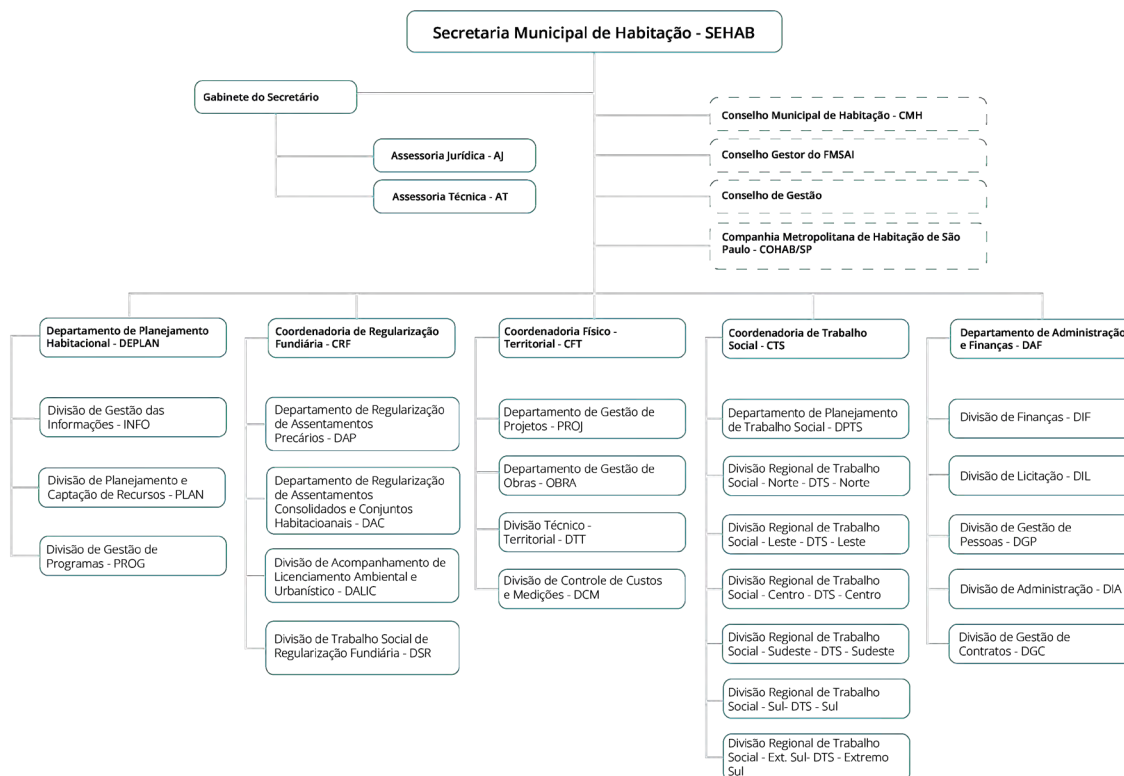 Secretaria Municipal de Habitação - SEHAB
Gabinete do Secretário
Assessoria Jurídica - AJ
Assessoria Técnica - AT
Conselho Municipal de Habitação - CMH
Conselho Gestor do FMSAI
Conselho de Gestão
Companhia Metropolitana de Habitação de São
Paulo - COHAB/SP
Departamento de Planejamento
Habitacional - DEPLAN
Divisão de Gestão das
Informações - INFO
Divisão de Planejamento e
Captação de Recursos - PLAN
Divisão de Gestão de
Programas - PROG
Coordenadoria de Regularização
Fundiária - CRF
Departamento de Regularização
de Assentamentos
Precários - DAP
Departamento de Regularização
de Assentamentos
Consolidados e Conjuntos
Habitacioanais - DAC
Divisão de Acompanhamento de
Licenciamento Ambiental e
Urbanístico - DALIC
Divisão de Trabalho Social de
Regularização Fundiária - DSR
Coordenadoria Físico -
Territorial - CFT
Departamento de Gestão de
Projetos - PROJ
Departamento de Gestão de
Obras - OBRA
Divisão Técnico -
Territorial - DTT
Divisão de Controle de Custos
e Medições - DCM
Coordenadoria de Trabalho
Social - CTS
Departamento de Planejamento
de Trabalho Social - DPTS
Divisão Regional de Trabalho
Social - Norte - DTS - Norte
Divisão Regional de Trabalho
Social - Leste - DTS - Leste
Divisão Regional de Trabalho
Social - Centro - DTS - Centro
Divisão Regional de Trabalho
Social - Sudeste - DTS - Sudeste
Divisão Regional de Trabalho
Social - Sul- DTS - Sul
Divisão Regional de Trabalho
Social - Ext. Sul- DTS - Extremo
Sul
Departamento de Administração
e Finanças - DAF
Divisão de Finanças - DIF
Divisão de Licitação - DIL
Divisão de Gestão de
Pessoas - DGP
Divisão de Administração - DIA
Divisão de Gestão de
Contratos - DGC